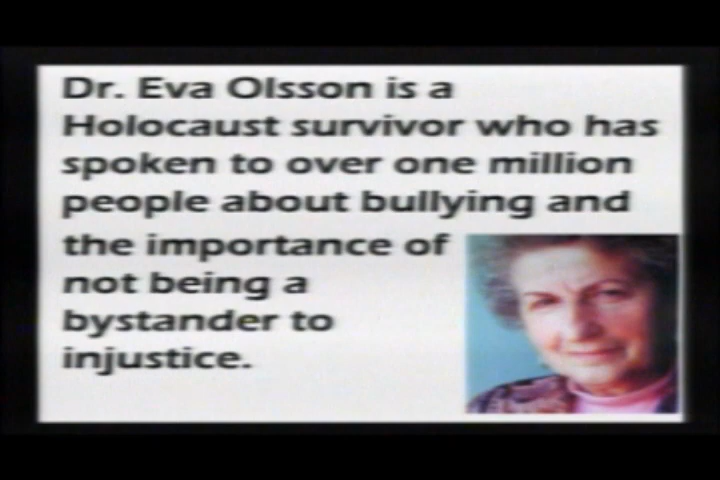 Dr. Eva Olsson is a
Holocaust survivor who has
spoken to over one million
people about bullying and
the importance of
not being a
bystander to
injustice.